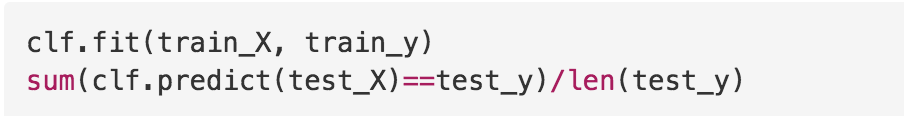 clf.fit(train_X, train_y)
sum(clf.predict(test_X)==test_y)/len(test_y)